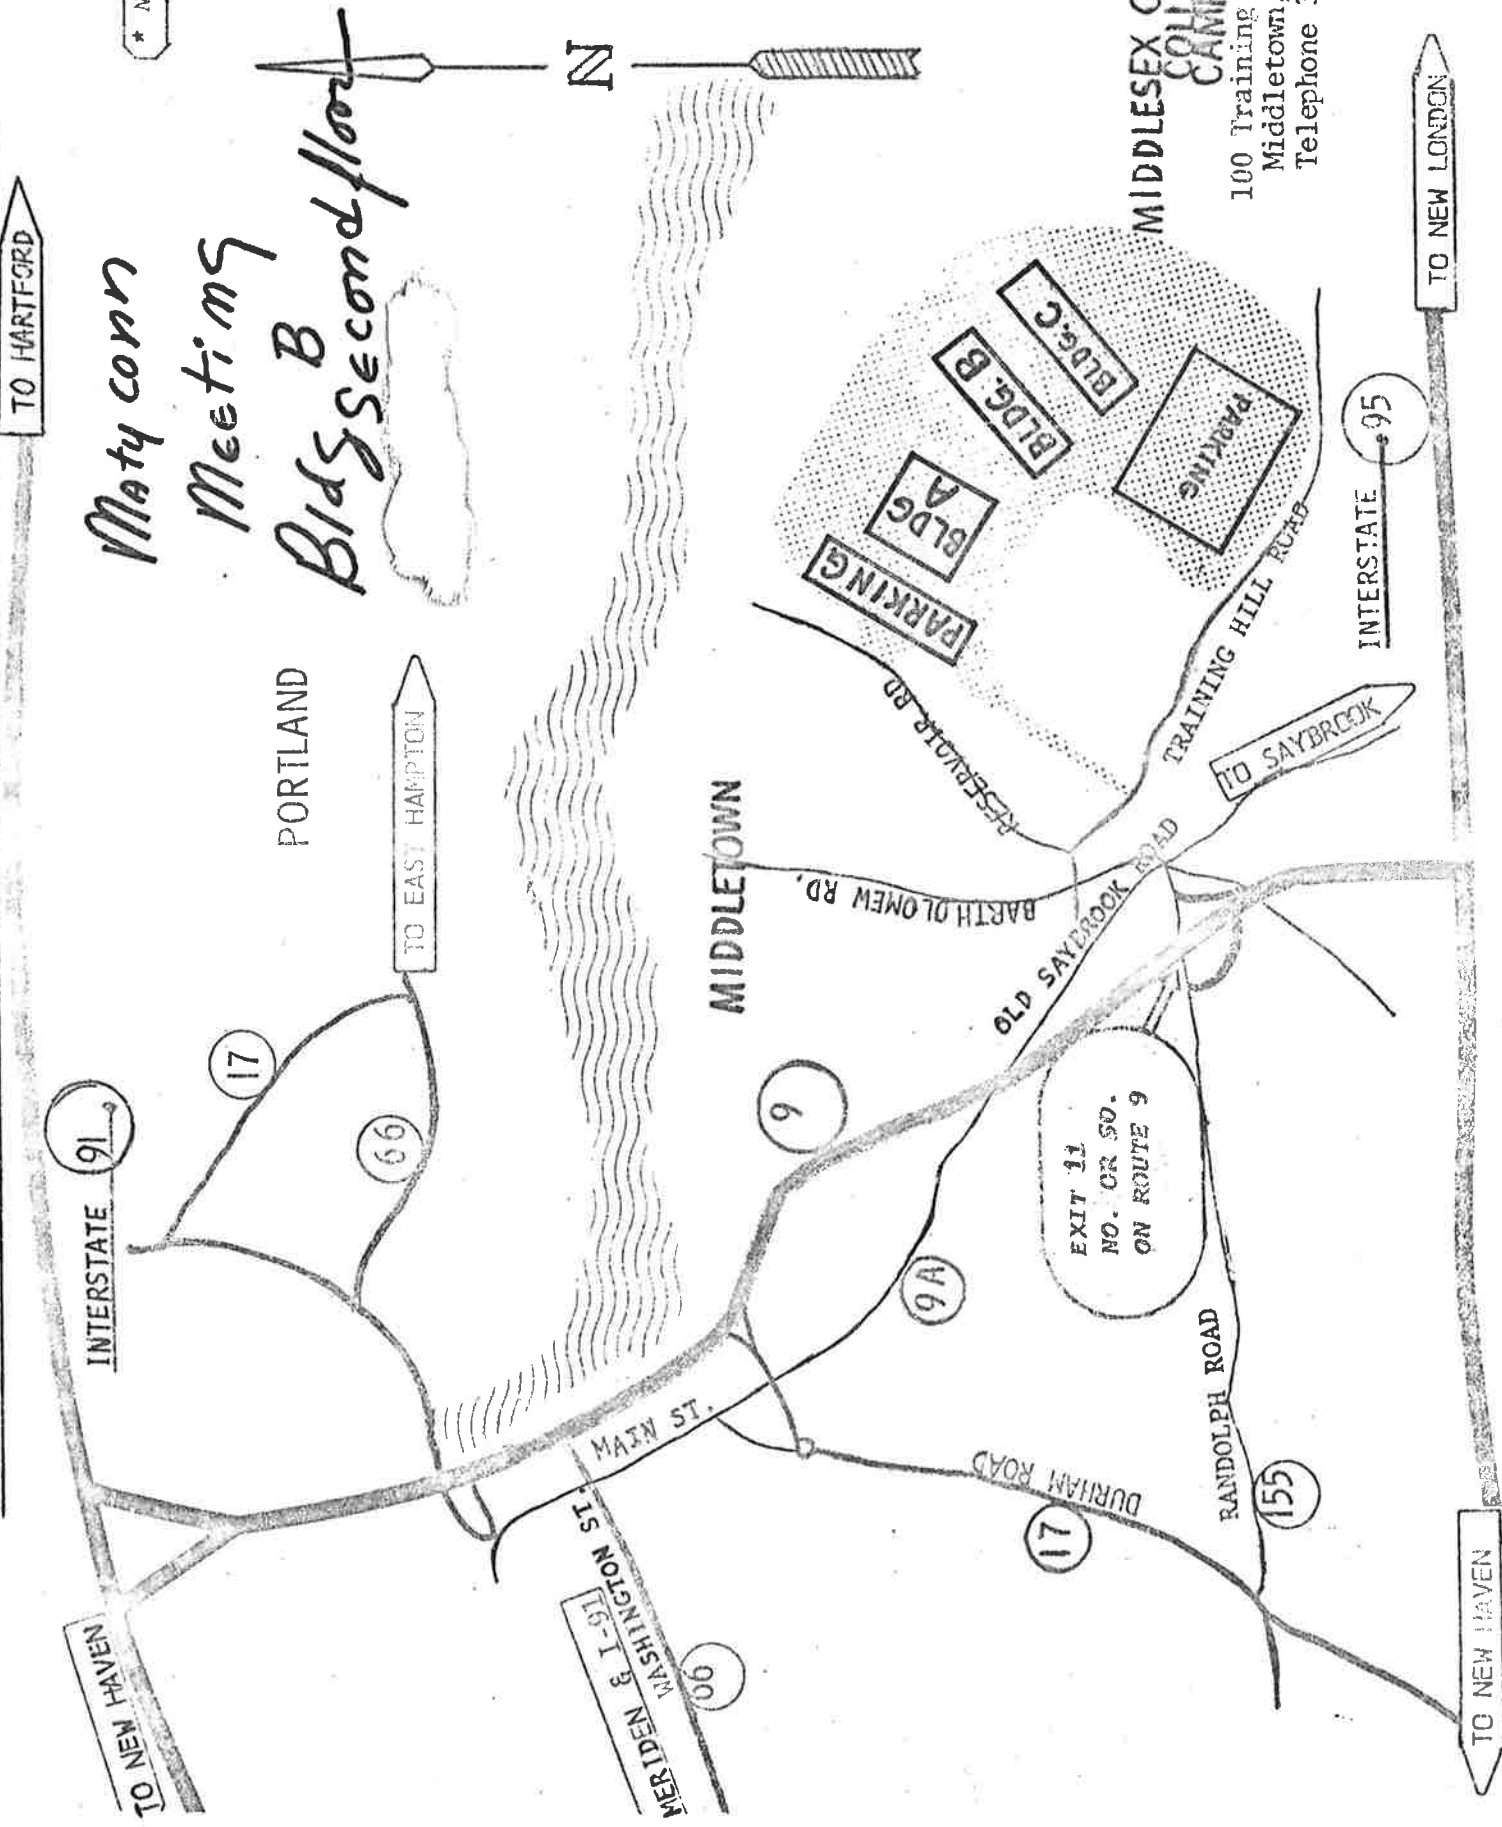 TO HARTFORD
Maty conn
Meeting
Bldg B
second floor
*
N
PORTLAND
TO EAST HAMPTON
INTERSTATE 91
17
66
TO NEW HAVEN
MERIDEN & I-91
WASHINGTON ST.
66
MAIN ST.
MIDDLETOWN
9
9A
OLD SAYBROOK ROAD
BARTHOLOMEW RD.
RESERVOIR RD
PARKING
BLDG
A
BLDG. B
BLDG. C
PARKING
TRAINING HILL ROAD
TO SAYBROOK
MIDDLESEX
100 Training
Middletown,
Telephone
EXIT 11
NO. OR SO.
ON ROUTE 9
DURHAM ROAD
17
RANDOLPH ROAD
155
INTERSTATE 95
TO NEW LONDON
TO NEW HAVEN